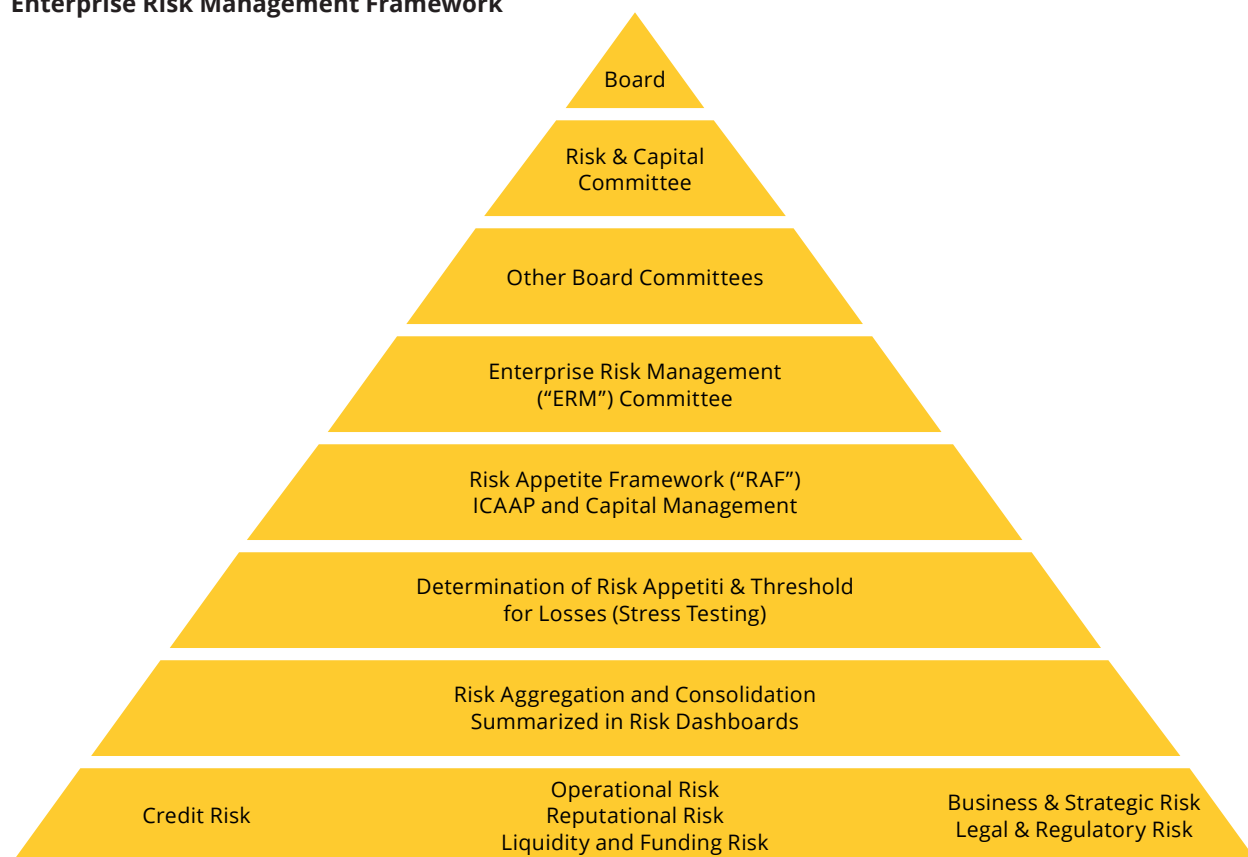 Enterprise Risk Management Framework
Board
Risk & Capital
Committee
Other Board Committees
Enterprise Risk Management
(“ERM”) Committee
Risk Appetite Framework (“RAF”)
ICAAP and Capital Management
Determination of Risk Appetiti & Threshold
for Losses (Stress Testing)
Risk Aggregation and Consolidation
Summarized in Risk Dashboards
Credit Risk
Operational Risk
Reputational Risk
Liquidity and Funding Risk
Business & Strategic Risk
Legal & Regulatory Risk